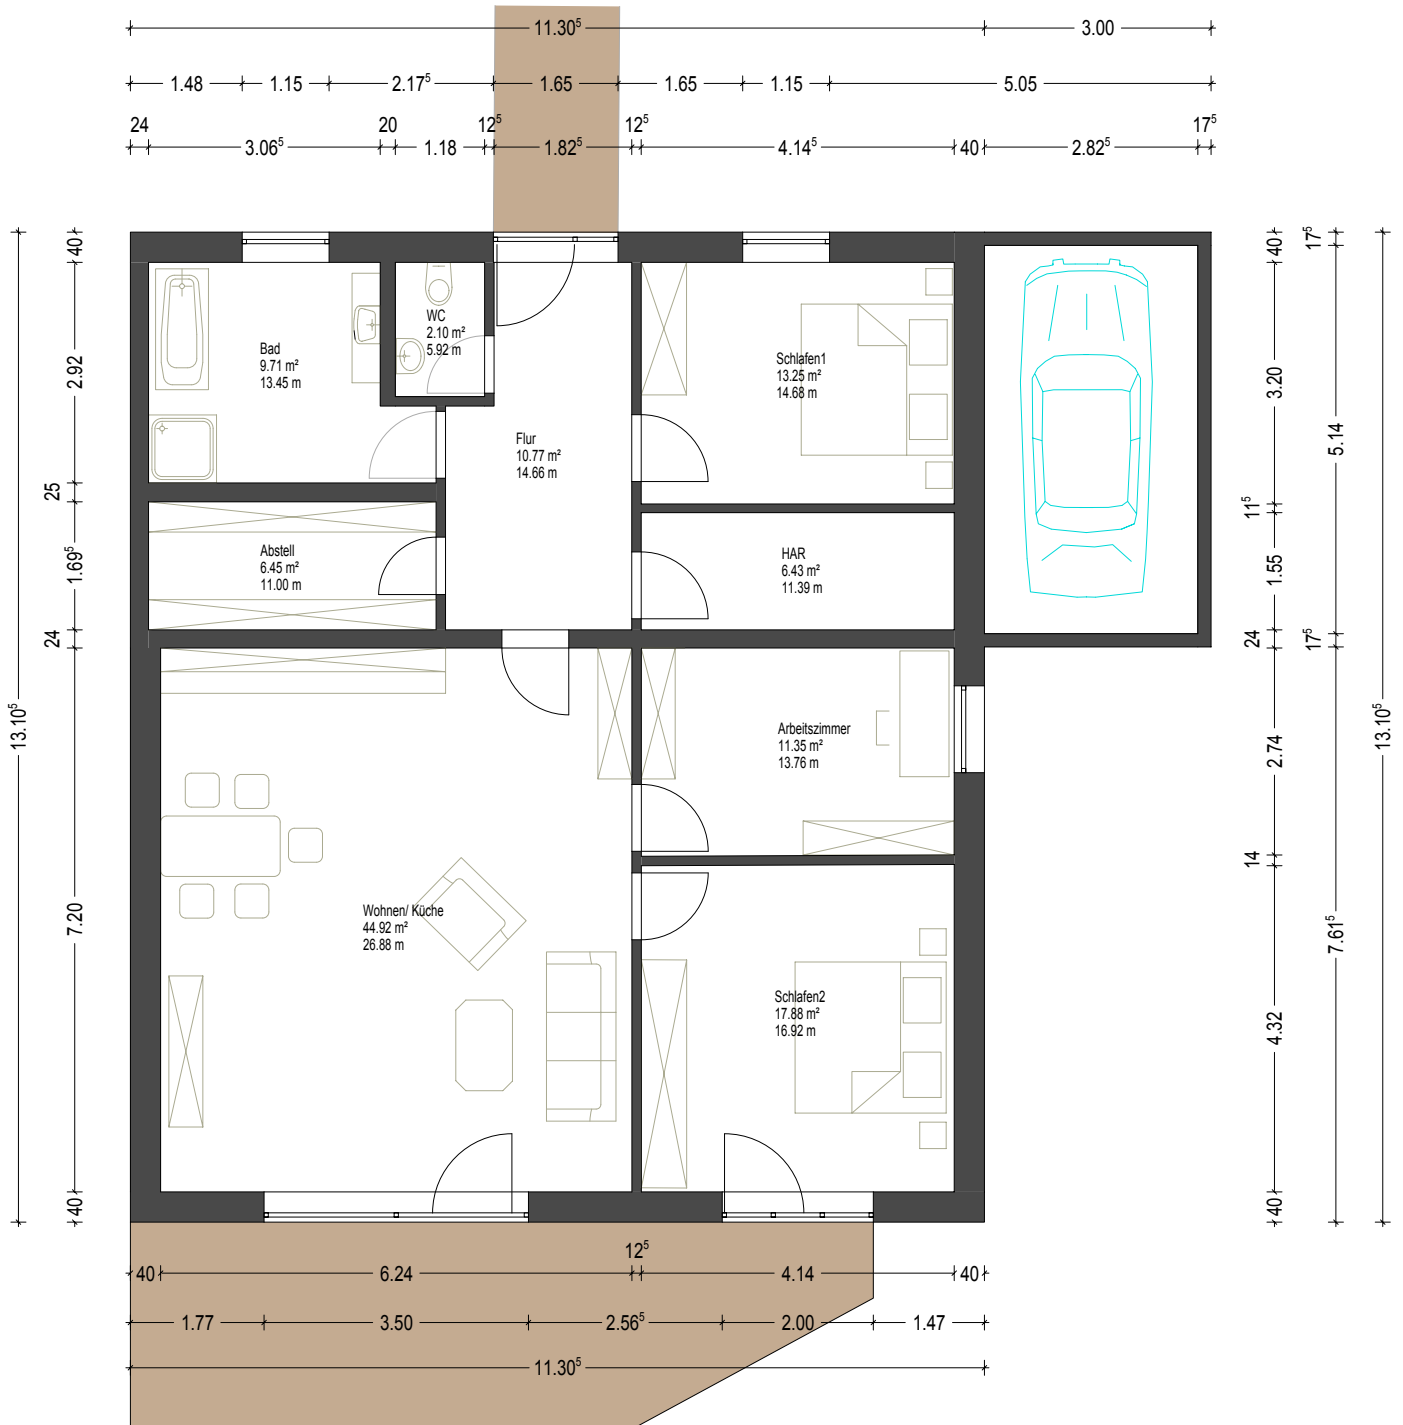 11.30⁵ 3.00
1.48 1.15 2.17⁵ 1.65 1.65 1.15 5.05
24 20 12⁵ 12⁵ 17⁵
3.06⁵ 1.18 1.82⁵ 4.14⁵ 40 2.82⁵
13.10⁵
40
2.92
25
1.69⁵
24
7.20
40
Bad
9.71 m²
13.45 m
WC
2.10 m²
5.92 m
Flur
10.77 m²
14.66 m
Schlafen1
13.25 m²
14.68 m
Abstell
6.45 m²
11.00 m
HAR
6.43 m²
11.39 m
Arbeitszimmer
11.35 m²
13.76 m
Wohnen/ Küche
44.92 m²
26.88 m
Schlafen2
17.88 m²
16.92 m
40
3.20
11⁵
1.55
24
2.74
14
4.32
40
17⁵
5.14
17⁵
7.61⁵
13.10⁵
12⁵
40 6.24 4.14 40
1.77 3.50 2.56⁵ 2.00 1.47
11.30⁵